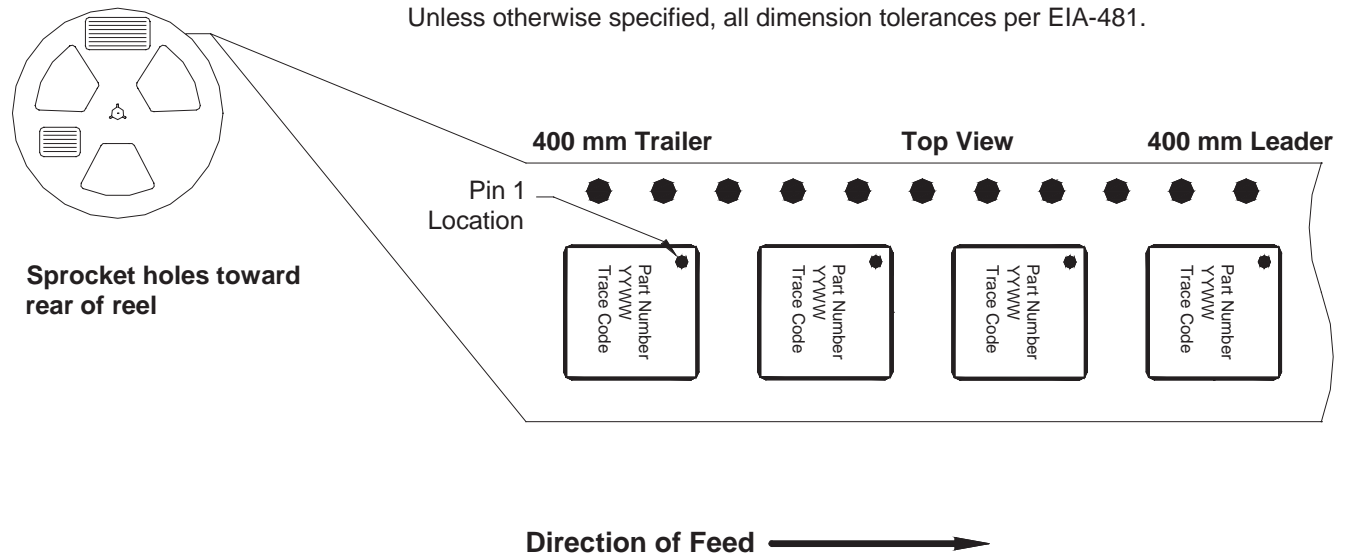 Unless otherwise specified, all dimension tolerances per EIA-481.
400 mm Trailer
Top View
400 mm Leader
Pin 1
Location
Sprocket holes toward
rear of reel
Part Number
YYWW
Trace Code
Part Number
YYWW
Trace Code
Part Number
YYWW
Trace Code
Part Number
YYWW
Trace Code
Direction of Feed